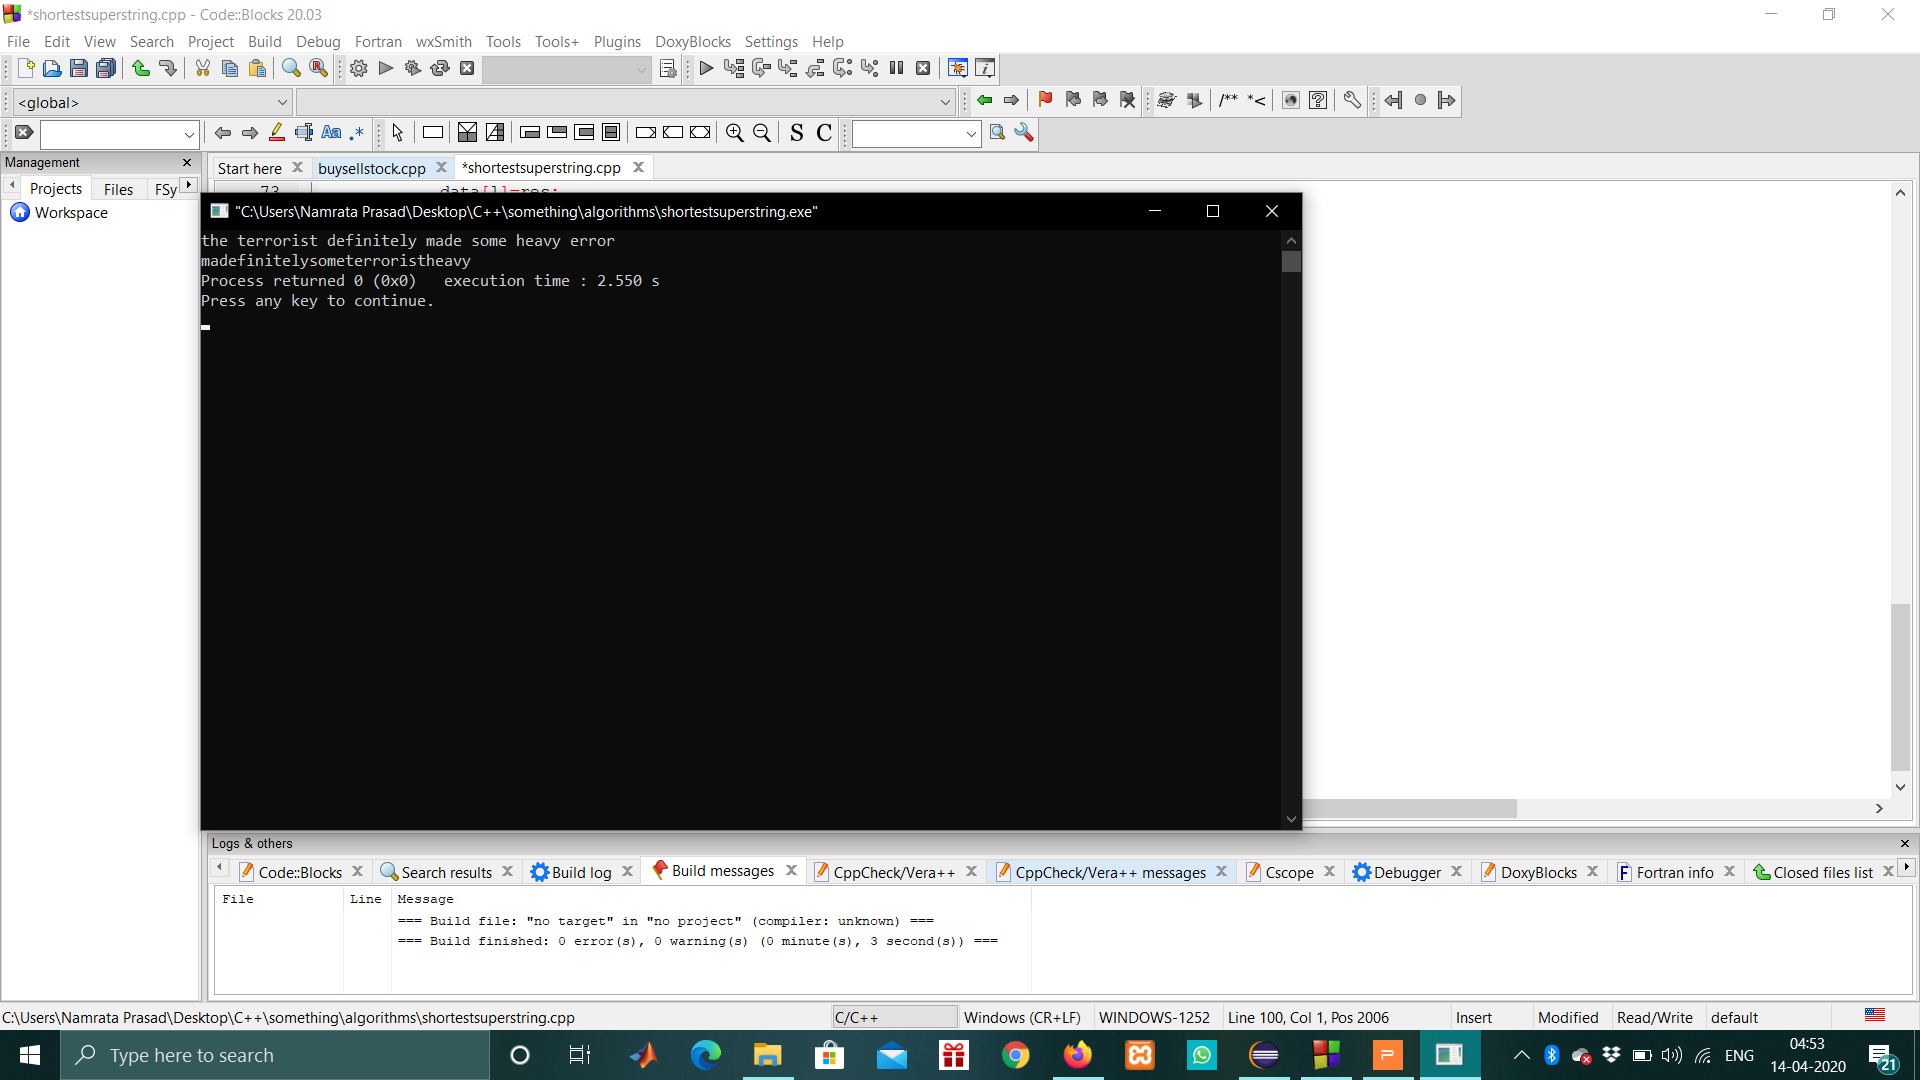 *shortestsuperstring.cpp - Code::Blocks 20.03
File Edit View Search Project Build Debug Fortran wxSmith Tools Tools+ Plugins DoxyBlocks Settings Help
<global>
/** *<
Aa .* S C
Management
Start here buysellstock.cpp *shortestsuperstring.cpp
Projects Files FSy
Workspace
"C:\Users\Namrata Prasad\Desktop\C++\something\algorithms\shortestsuperstring.exe"
the terrorist definitely made some heavy error
madefinitelysometerroristheavy
Process returned 0 (0x0)   execution time : 2.550 s
Press any key to continue.
Logs & others
Code::Blocks Search results Build log Build messages CppCheck/Vera++ CppCheck/Vera++ messages Cscope Debugger DoxyBlocks Fortran info Closed files list
File Line Message
=== Build file: "no target" in "no project" (compiler: unknown) ===
=== Build finished: 0 error(s), 0 warning(s) (0 minute(s), 3 second(s)) ===
C:\Users\Namrata Prasad\Desktop\C++\something\algorithms\shortestsuperstring.cpp C/C++ Windows (CR+LF) WINDOWS-1252 Line 100, Col 1, Pos 2006 Insert Modified Read/Write default
Type here to search
ENG
04:53
14-04-2020
21